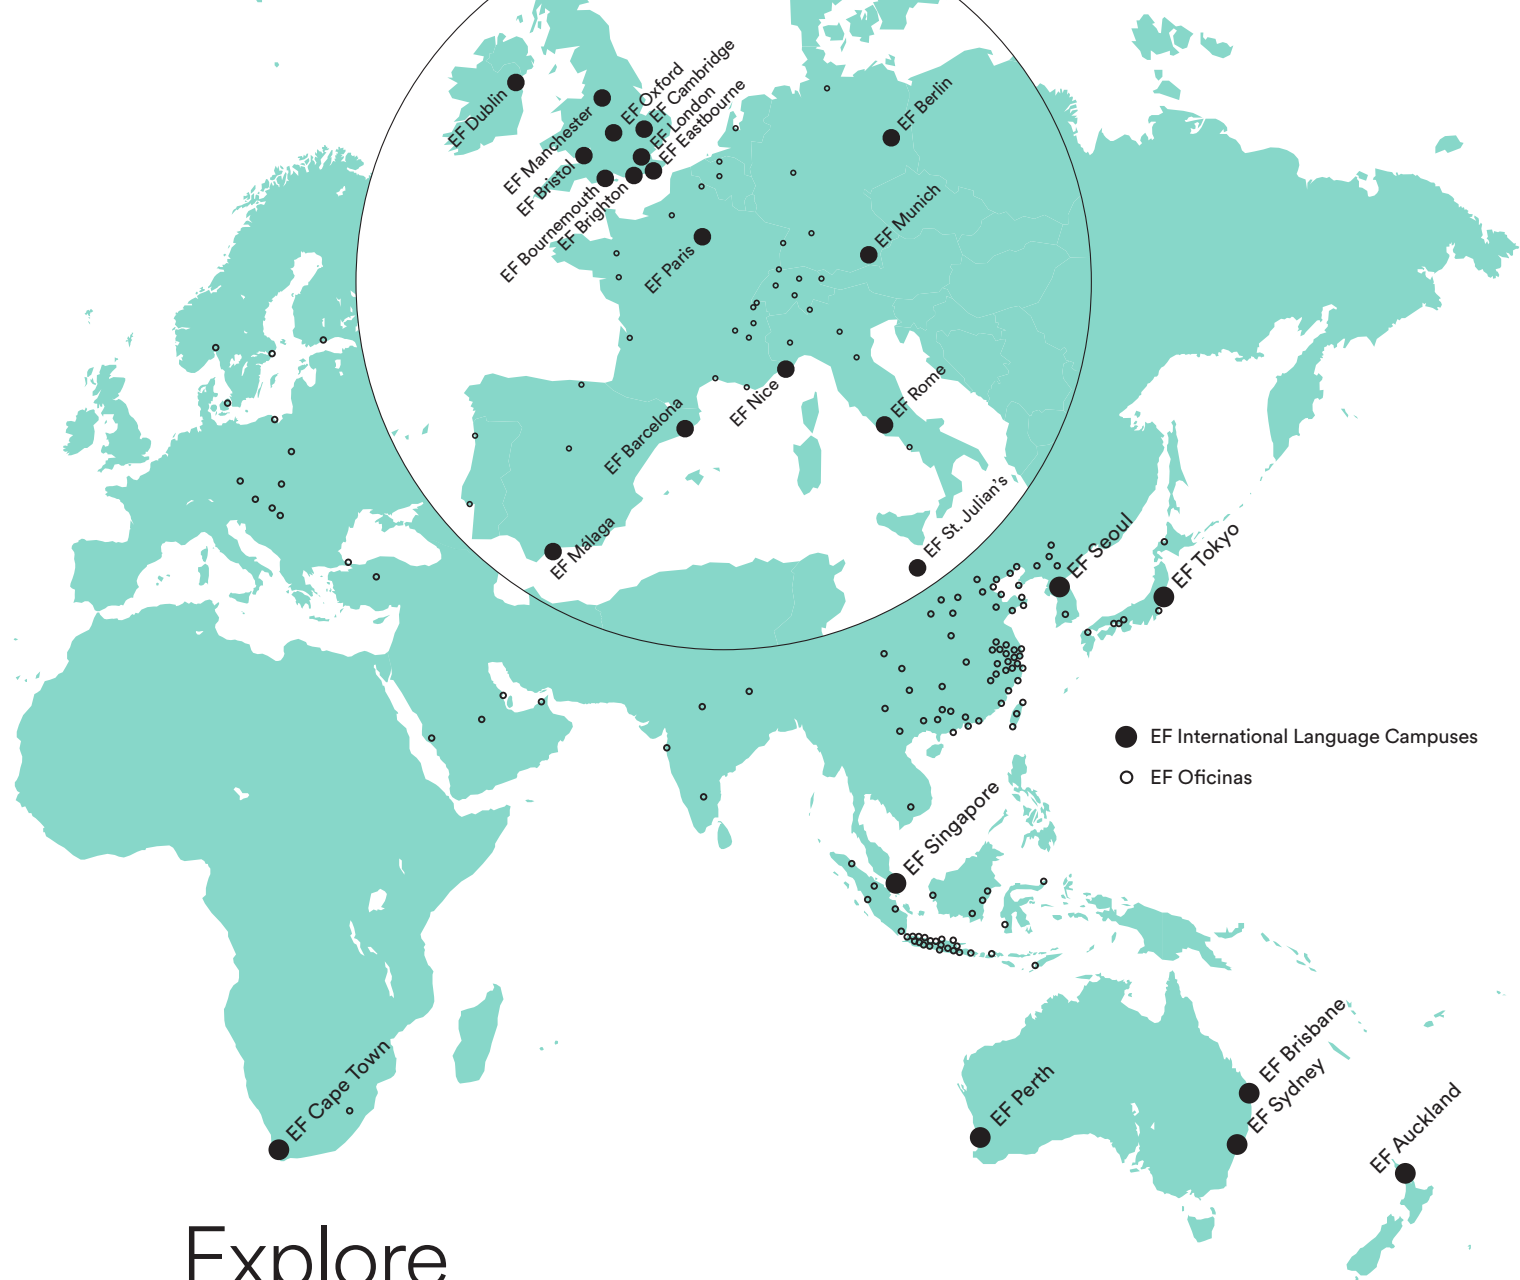 EF Dublin
EF Manchester
EF Oxford
EF Cambridge
EF London
EF Eastbourne
EF Bristol
EF Bournemouth
EF Brighton
EF Berlin
EF Munich
EF Paris
EF Nice
EF Barcelona
EF Rome
EF Málaga
EF St. Julian's
EF Seoul
EF Tokyo
EF International Language Campuses
EF Oficinas
EF Singapore
EF Cape Town
EF Perth
EF Brisbane
EF Sydney
EF Auckland
Explore